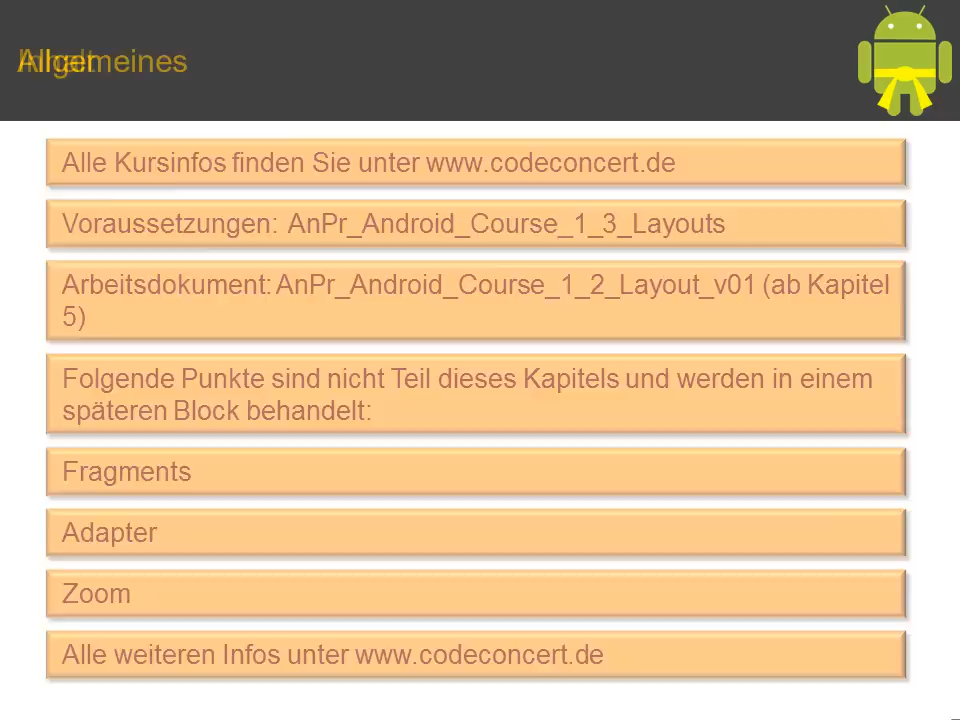 Allgemeines
Alle Kursinfos finden Sie unter www.codeconcert.de
Voraussetzungen: AnPr_Android_Course_1_3_Layouts
Arbeitsdokument: AnPr_Android_Course_1_2_Layout_v01 (ab Kapitel
5)
Folgende Punkte sind nicht Teil dieses Kapitels und werden in einem
späteren Block behandelt:
Fragments
Adapter
Zoom
Alle weiteren Infos unter www.codeconcert.de